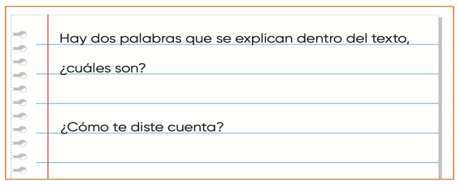 Hay dos palabras que se explican dentro del texto,
¿cuáles son?
¿Cómo te diste cuenta?